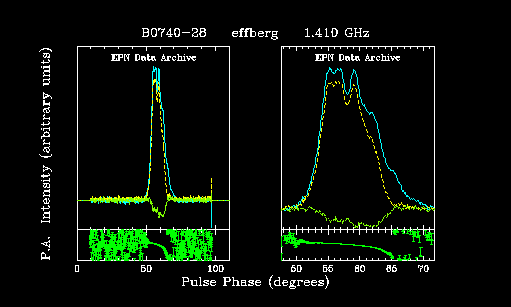 B0740-28 effberg 1.410 GHz
EPN Data Archive EPN Data Archive
P.A. Intensity (arbitrary units)
0 50 100 50 55 60 65 70
Pulse Phase (degrees)